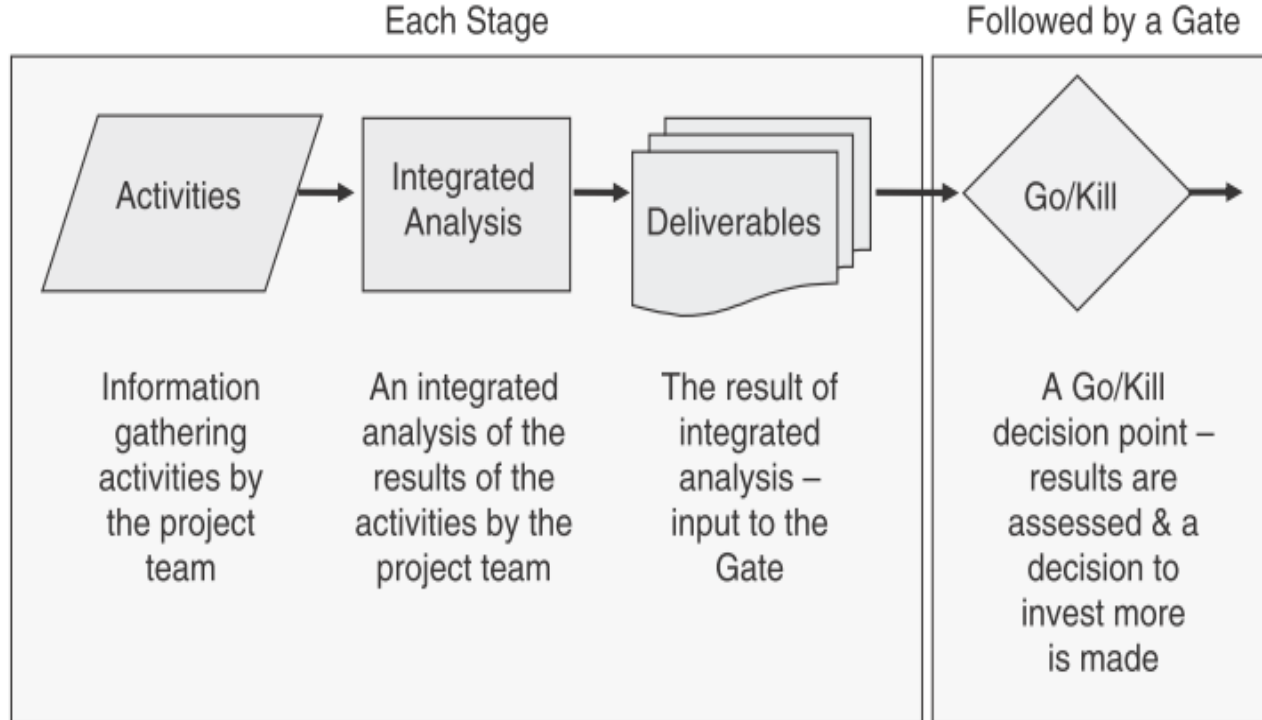 Each Stage
Followed by a Gate
Activities
Integrated
Analysis
Deliverables
Go/Kill
Information
gathering
activities by
the project
team
An integrated
analysis of the
results of the
activities by the
project team
The result of
integrated
analysis –
input to the
Gate
A Go/Kill
decision point –
results are
assessed & a
decision to
invest more
is made